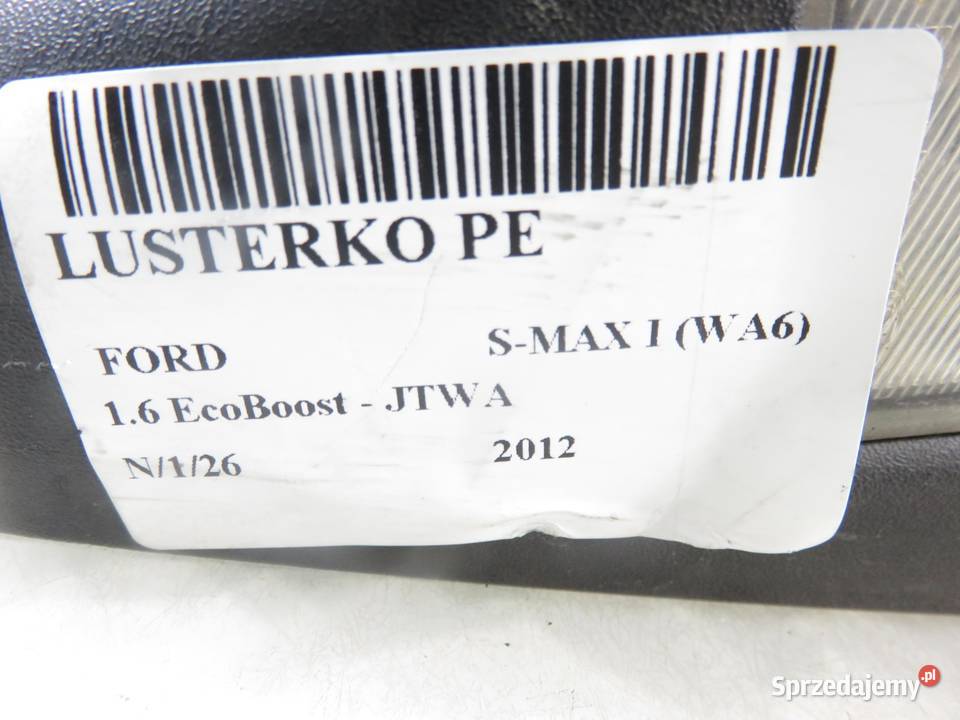 LUSTERKO PE
FORD S-MAX I (WA6)
1.6 EcoBoost - JTWA
N/1/26 2012
Sprzedajemy.pl